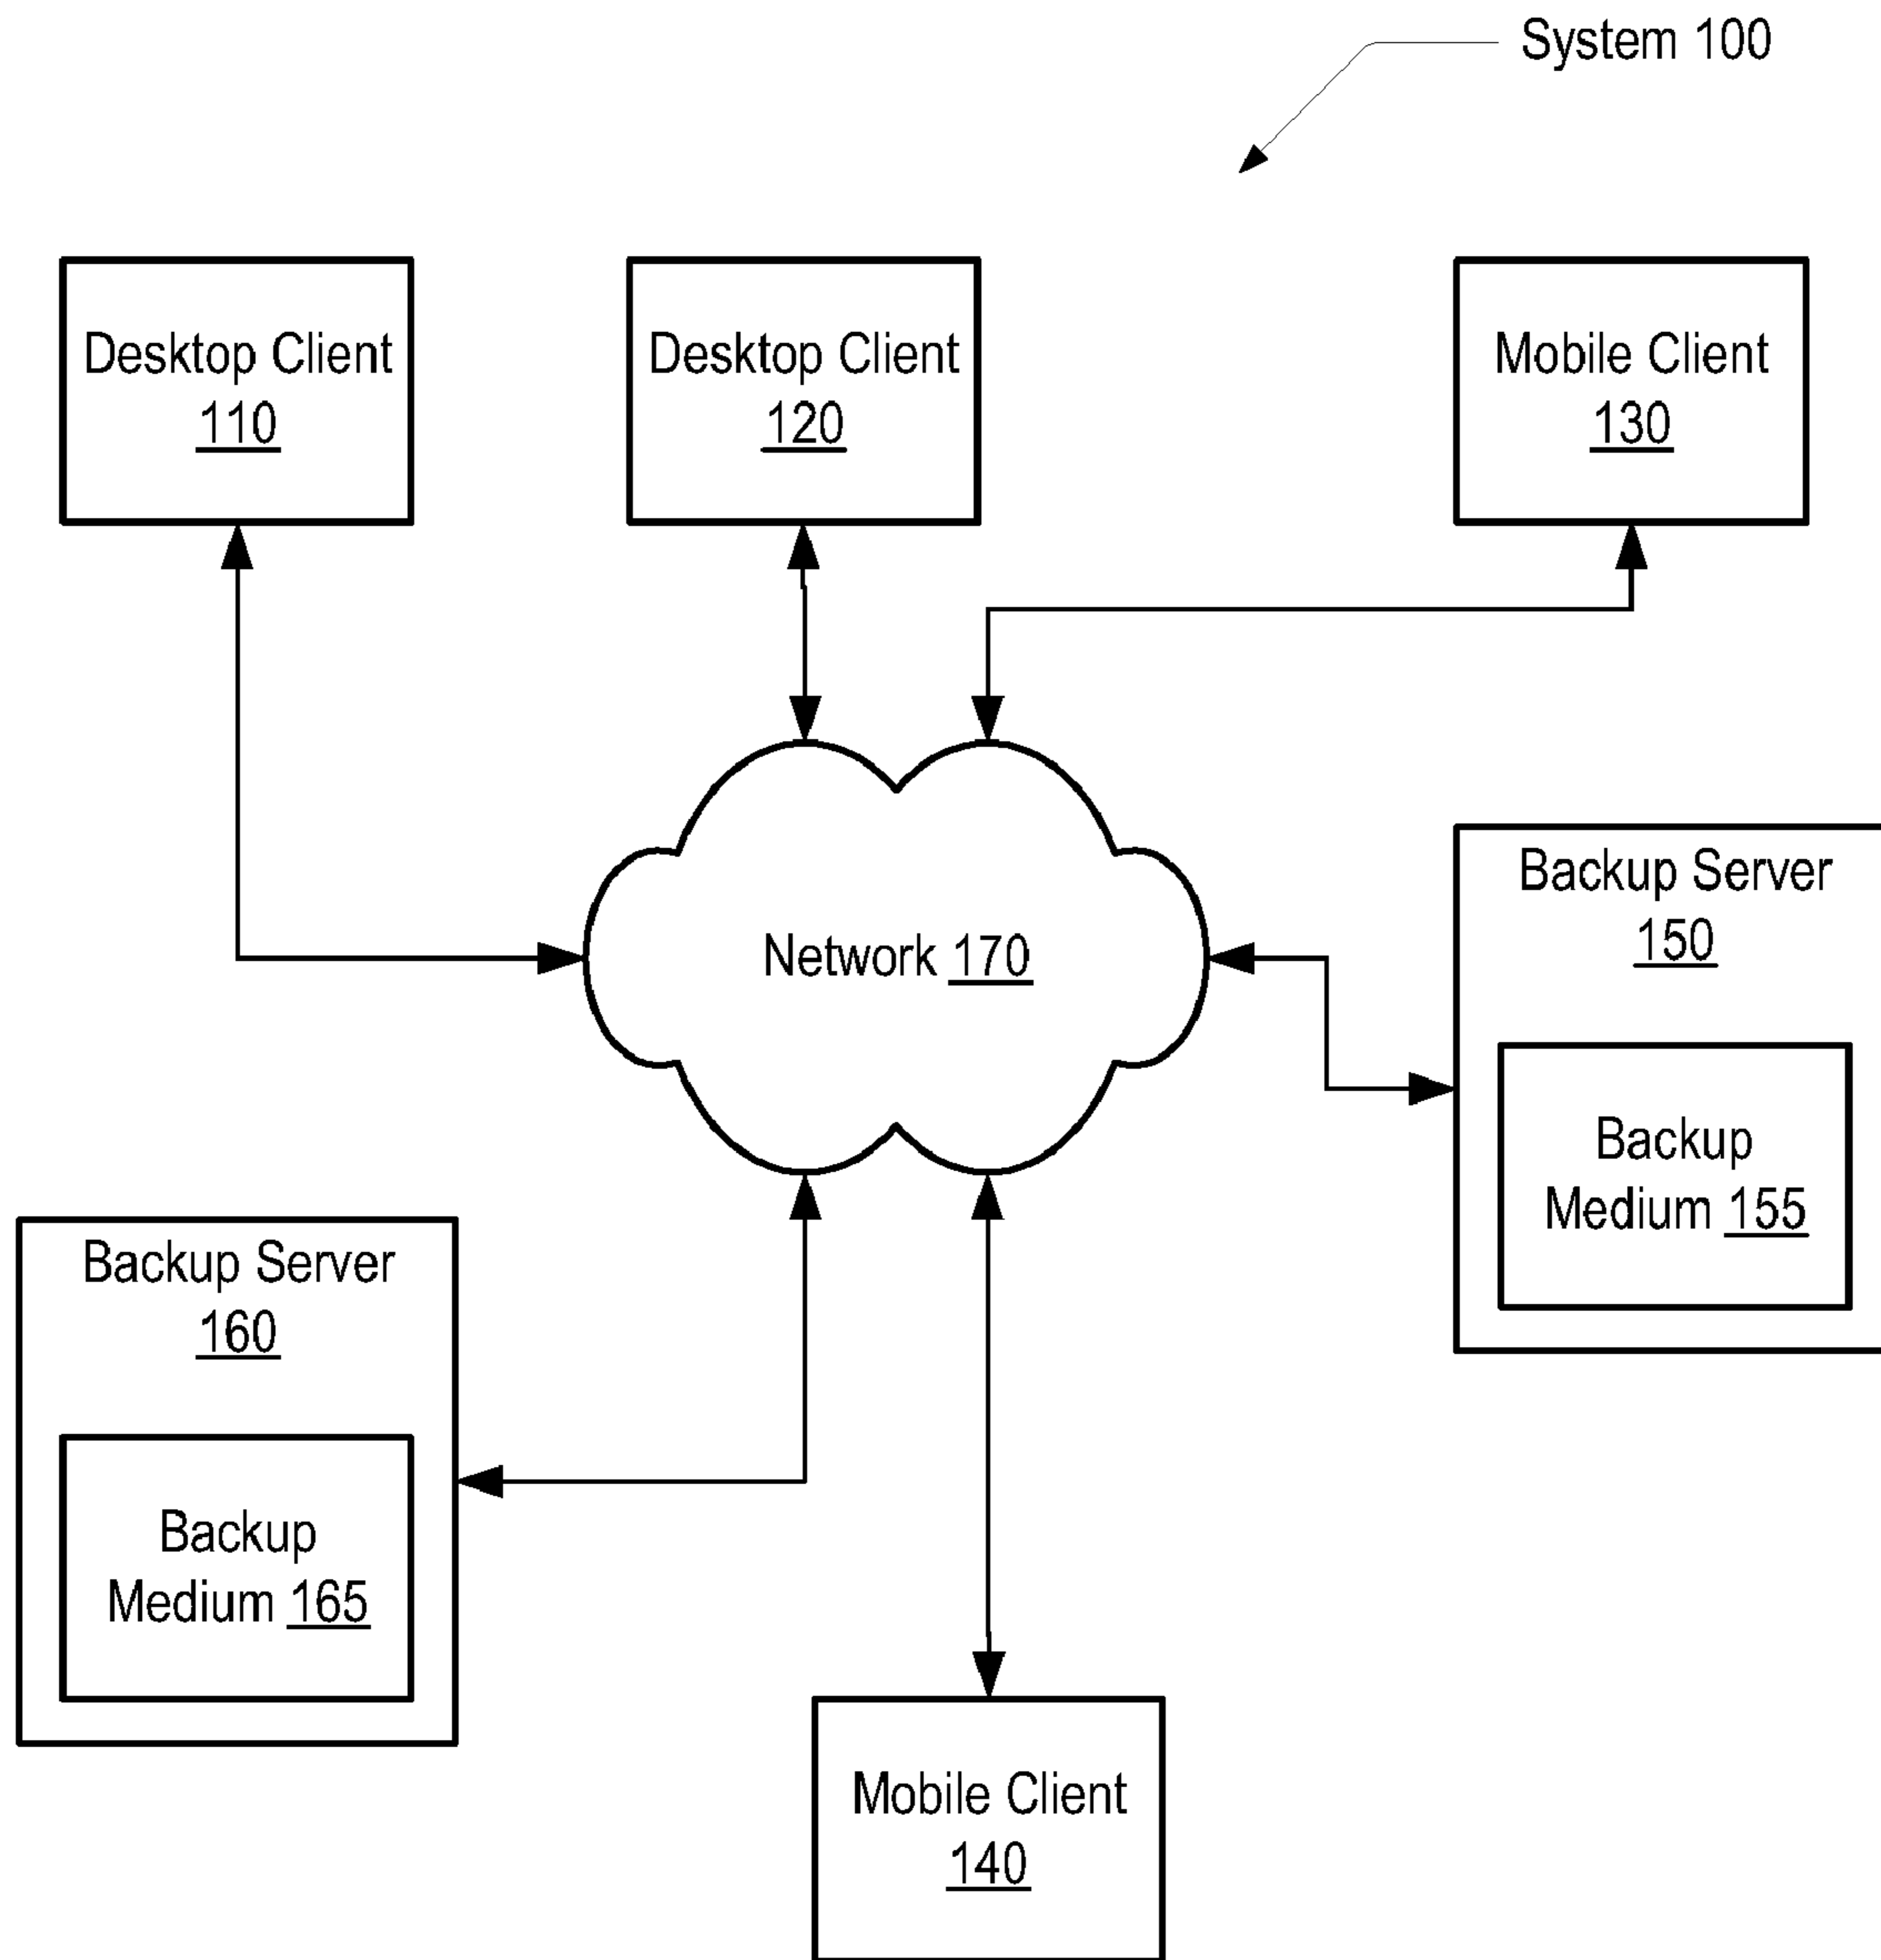 System 100
Desktop Client
110
Desktop Client
120
Mobile Client
130
Network 170
Backup Server
150
Backup
Medium 155
Backup Server
160
Backup
Medium 165
Mobile Client
140